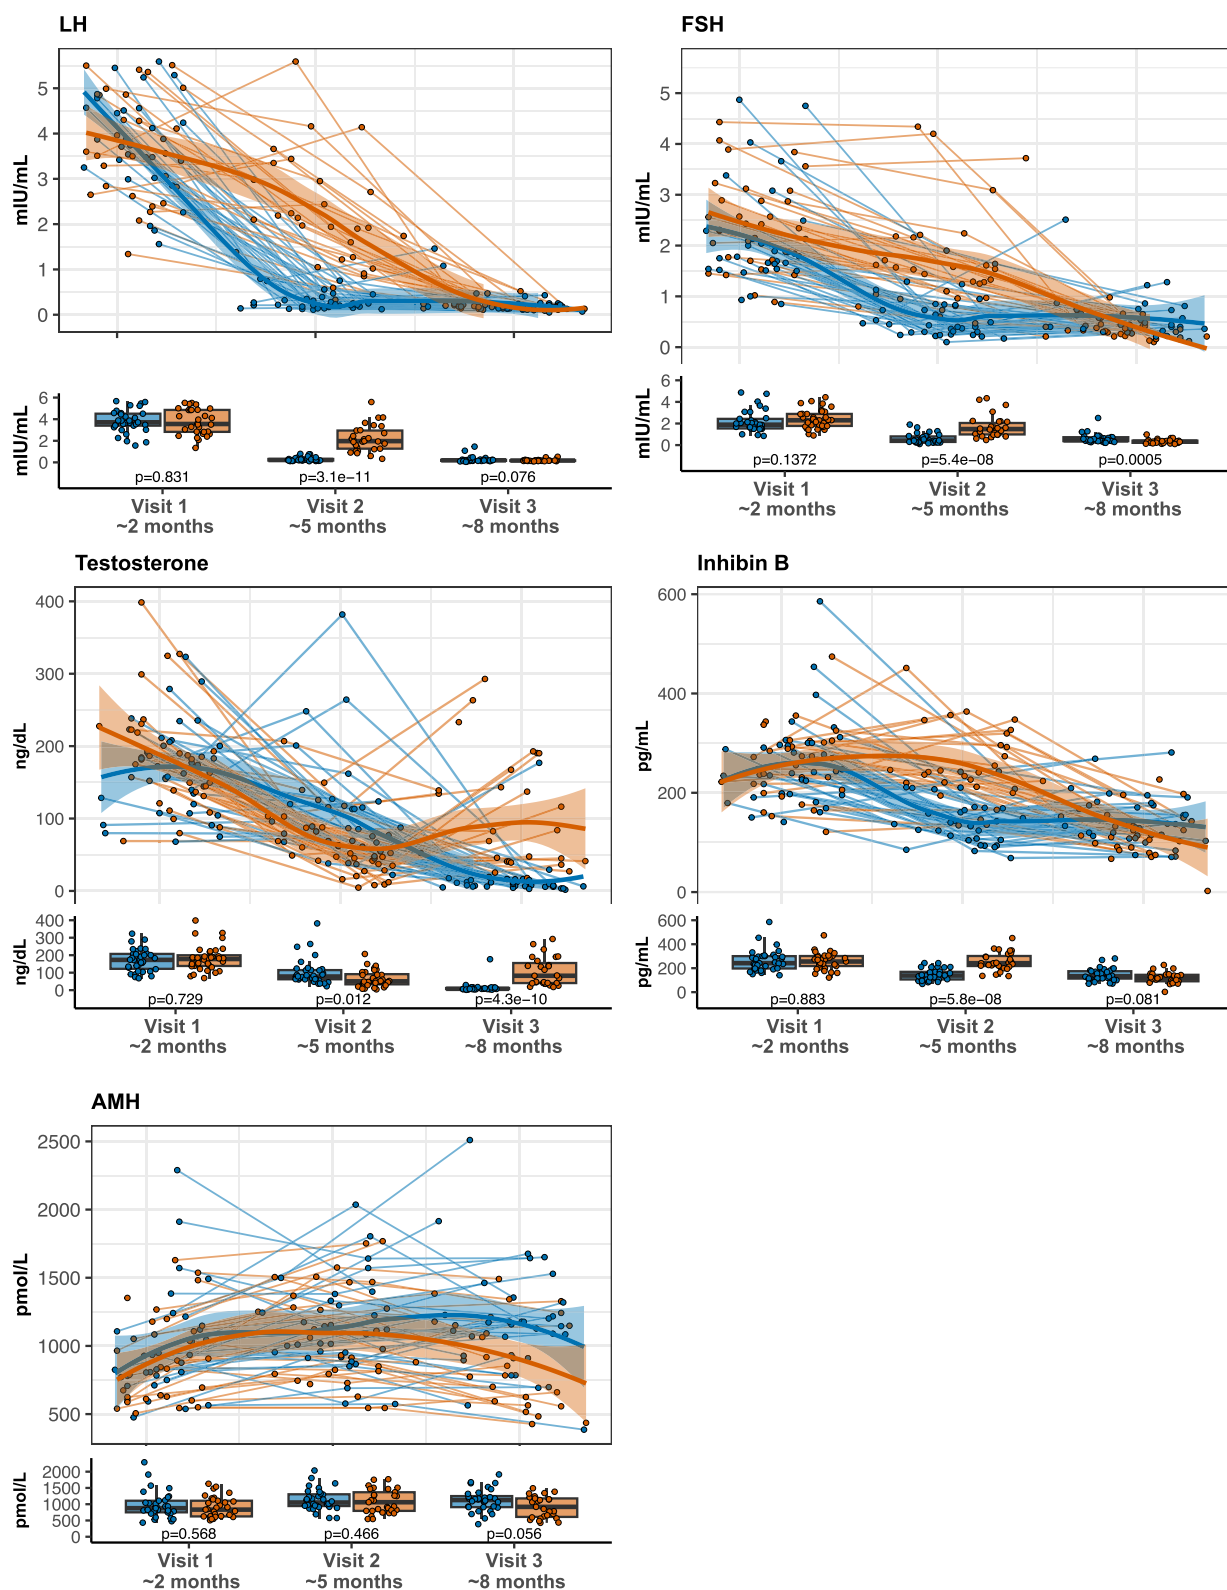 LH
mIU/mL
5
4
3
2
1
0
mIU/mL
6
4
2
0
p=0.831
p=3.1e−11
p=0.076
Visit 1
~2 months
Visit 2
~5 months
Visit 3
~8 months
FSH
mIU/mL
5
4
3
2
1
0
mIU/mL
6
4
2
0
p=0.1372
p=5.4e−08
p=0.0005
Visit 1
~2 months
Visit 2
~5 months
Visit 3
~8 months
Testosterone
ng/dL
400
300
200
100
0
ng/dL
400
300
200
100
0
p=0.729
p=0.012
p=4.3e−10
Visit 1
~2 months
Visit 2
~5 months
Visit 3
~8 months
Inhibin B
pg/mL
600
400
200
0
pg/mL
600
400
200
0
p=0.883
p=5.8e−08
p=0.081
Visit 1
~2 months
Visit 2
~5 months
Visit 3
~8 months
AMH
pmol/L
2500
2000
1500
1000
500
pmol/L
2000
1500
1000
500
0
p=0.568
p=0.466
p=0.056
Visit 1
~2 months
Visit 2
~5 months
Visit 3
~8 months